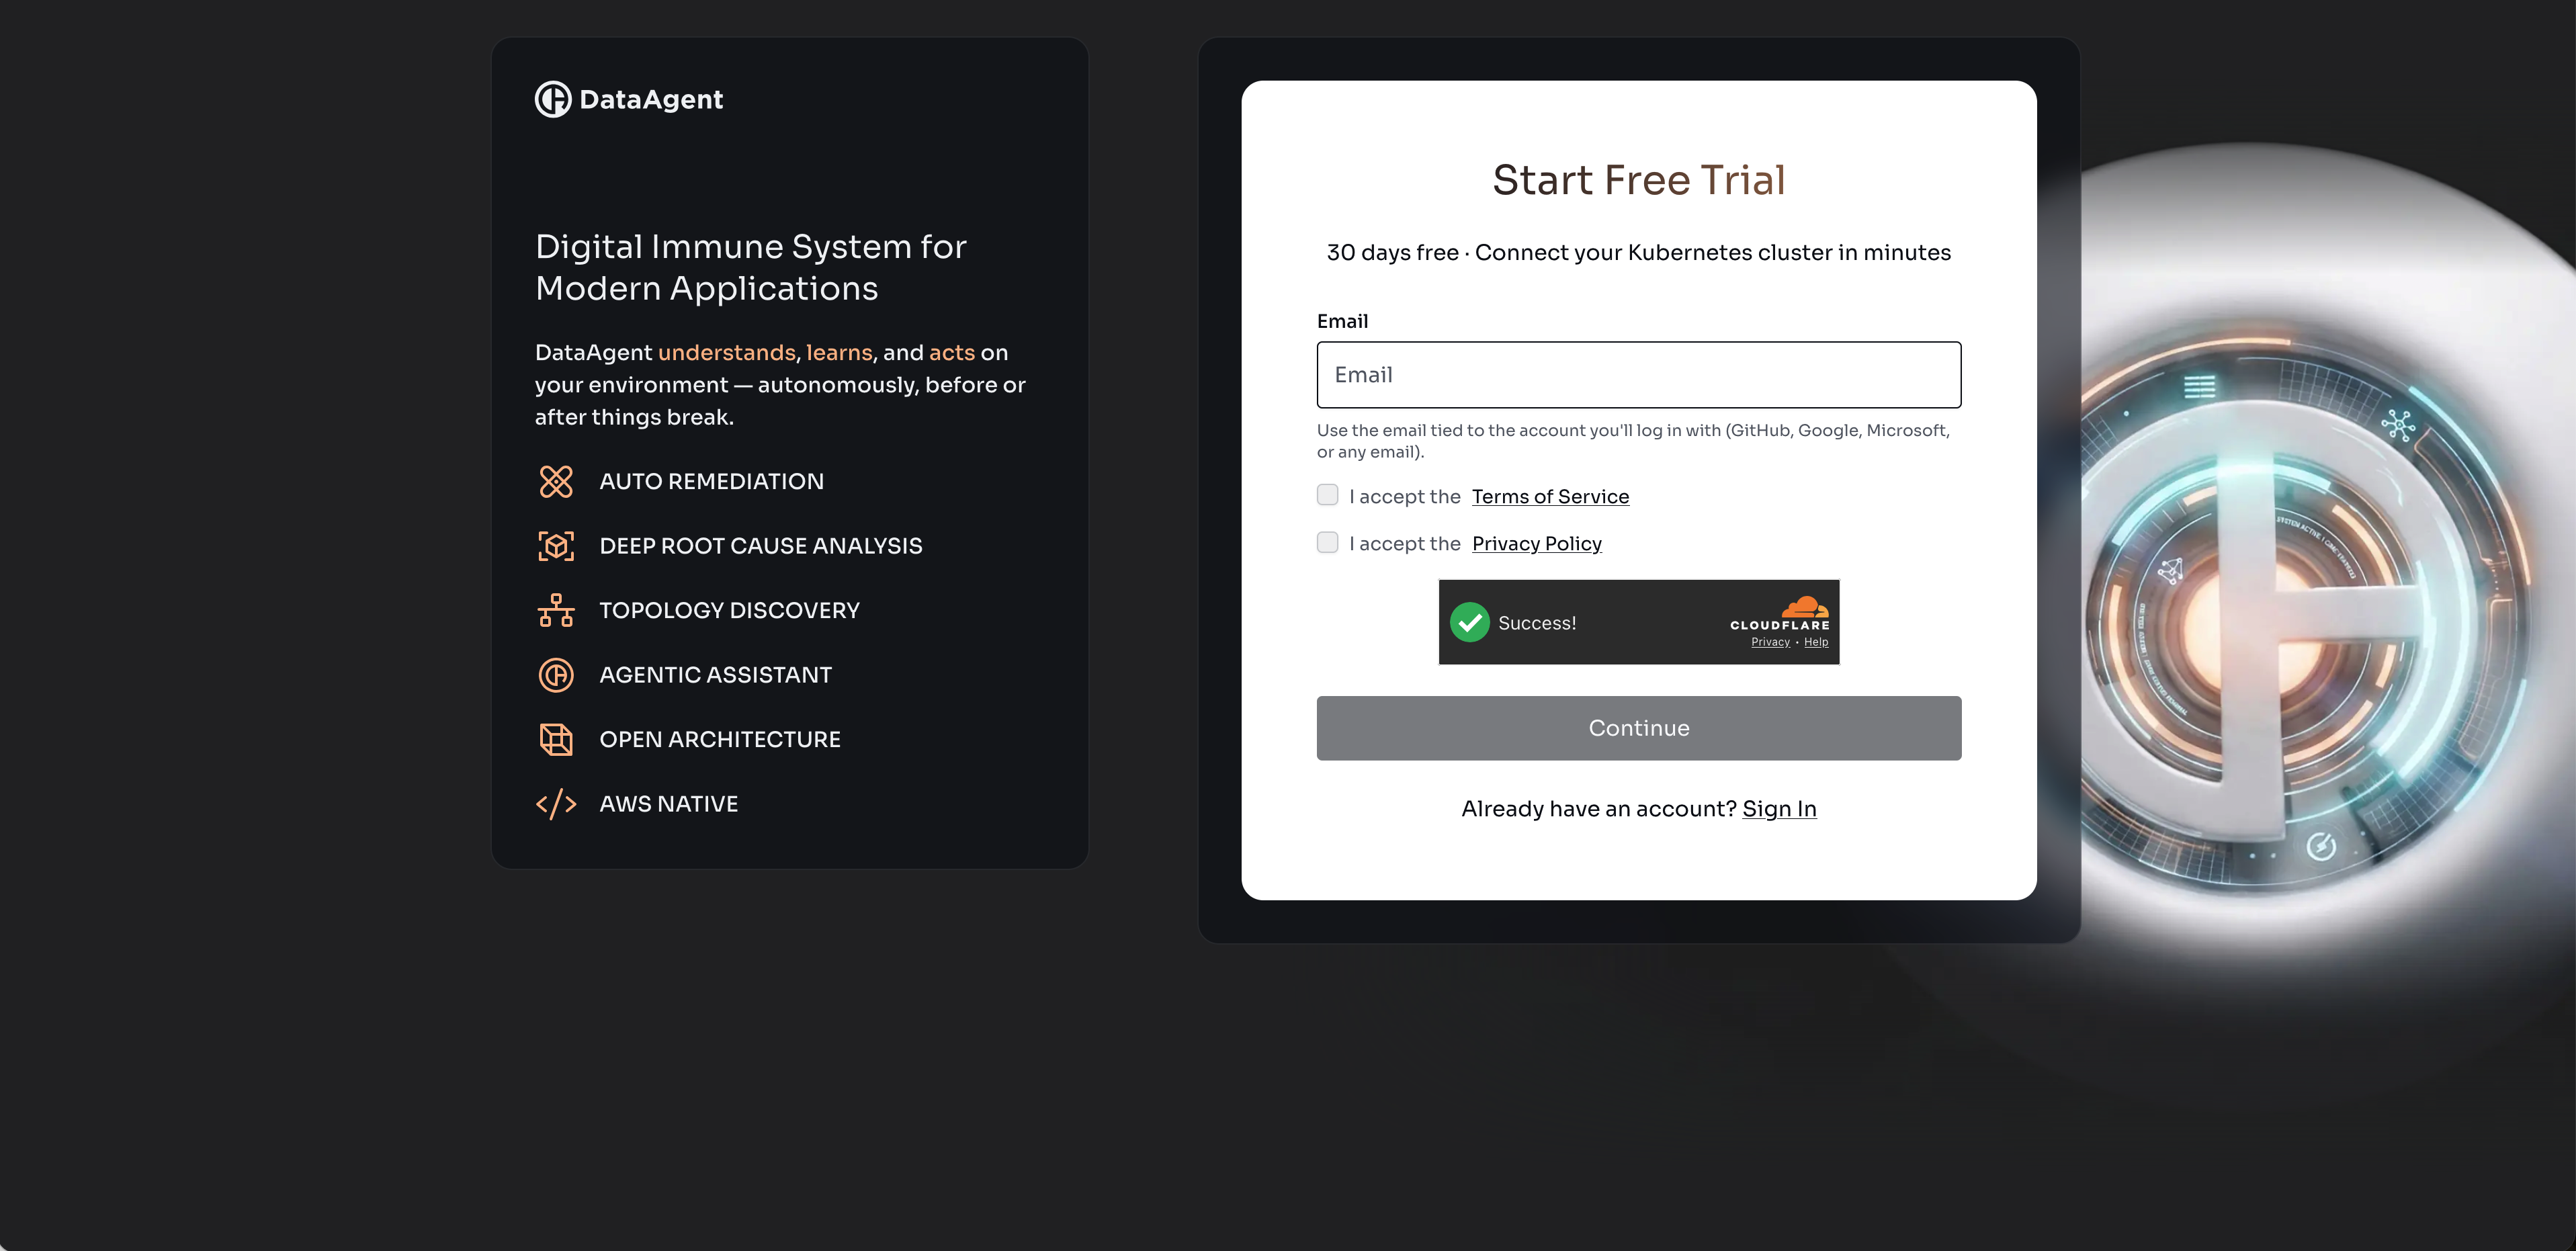 DataAgent
Digital Immune System for
Modern Applications
DataAgent understands, learns, and acts on
your environment — autonomously, before or
after things break.
AUTO REMEDIATION
DEEP ROOT CAUSE ANALYSIS
TOPOLOGY DISCOVERY
AGENTIC ASSISTANT
OPEN ARCHITECTURE
AWS NATIVE
Start Free Trial
30 days free · Connect your Kubernetes cluster in minutes
Email
Email
Use the email tied to the account you'll log in with (GitHub, Google, Microsoft,
or any email).
I accept the Terms of Service
I accept the Privacy Policy
Success!
CLOUDFLARE
Privacy • Help
Continue
Already have an account? Sign In